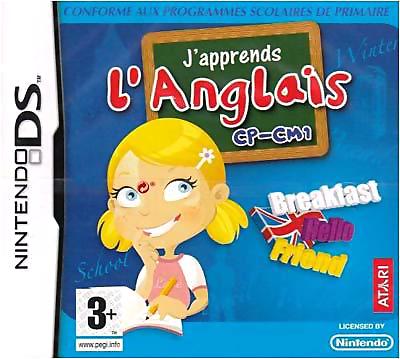 CONFORME AUX PROGRAMMES SCOLAIRES DE PRIMAIRE
NINTENDO DS™
J'apprends
l'Anglais
CP-CM1
Winter
Breakfast
Hello
Friend
School
3+
www.pegi.info
ATARI
LICENSED BY
Nintendo